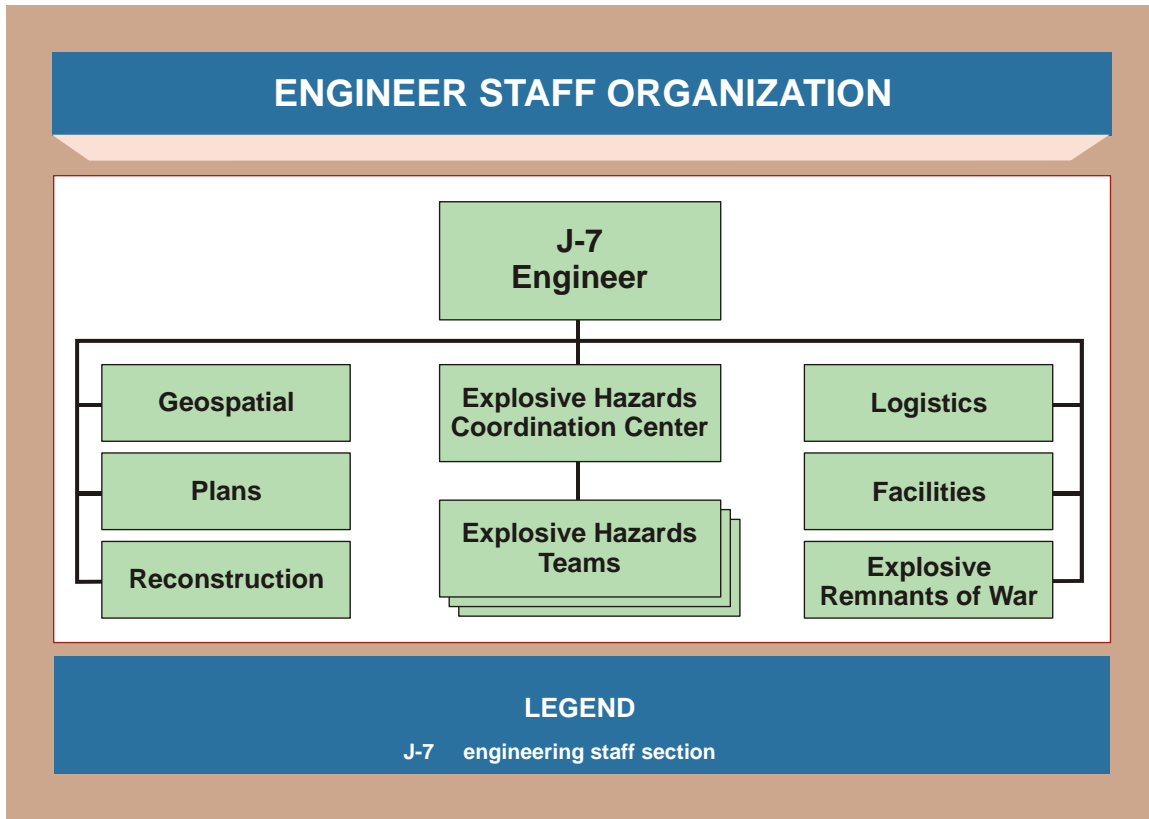 ENGINEER STAFF ORGANIZATION
J-7
Engineer
Geospatial
Plans
Reconstruction
Explosive Hazards
Coordination Center
Explosive Hazards
Teams
Logistics
Facilities
Explosive
Remnants of War
LEGEND
J-7 engineering staff section